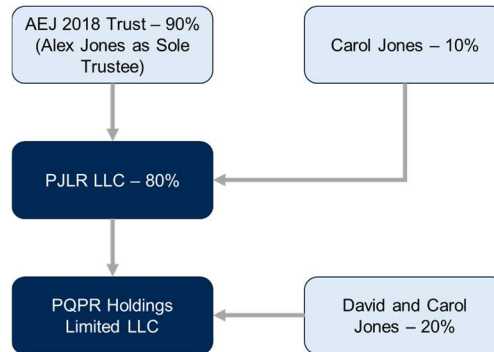 AEJ 2018 Trust – 90%
(Alex Jones as Sole
Trustee)
Carol Jones – 10%
PJLR LLC – 80%
PQPR Holdings
Limited LLC
David and Carol
Jones – 20%